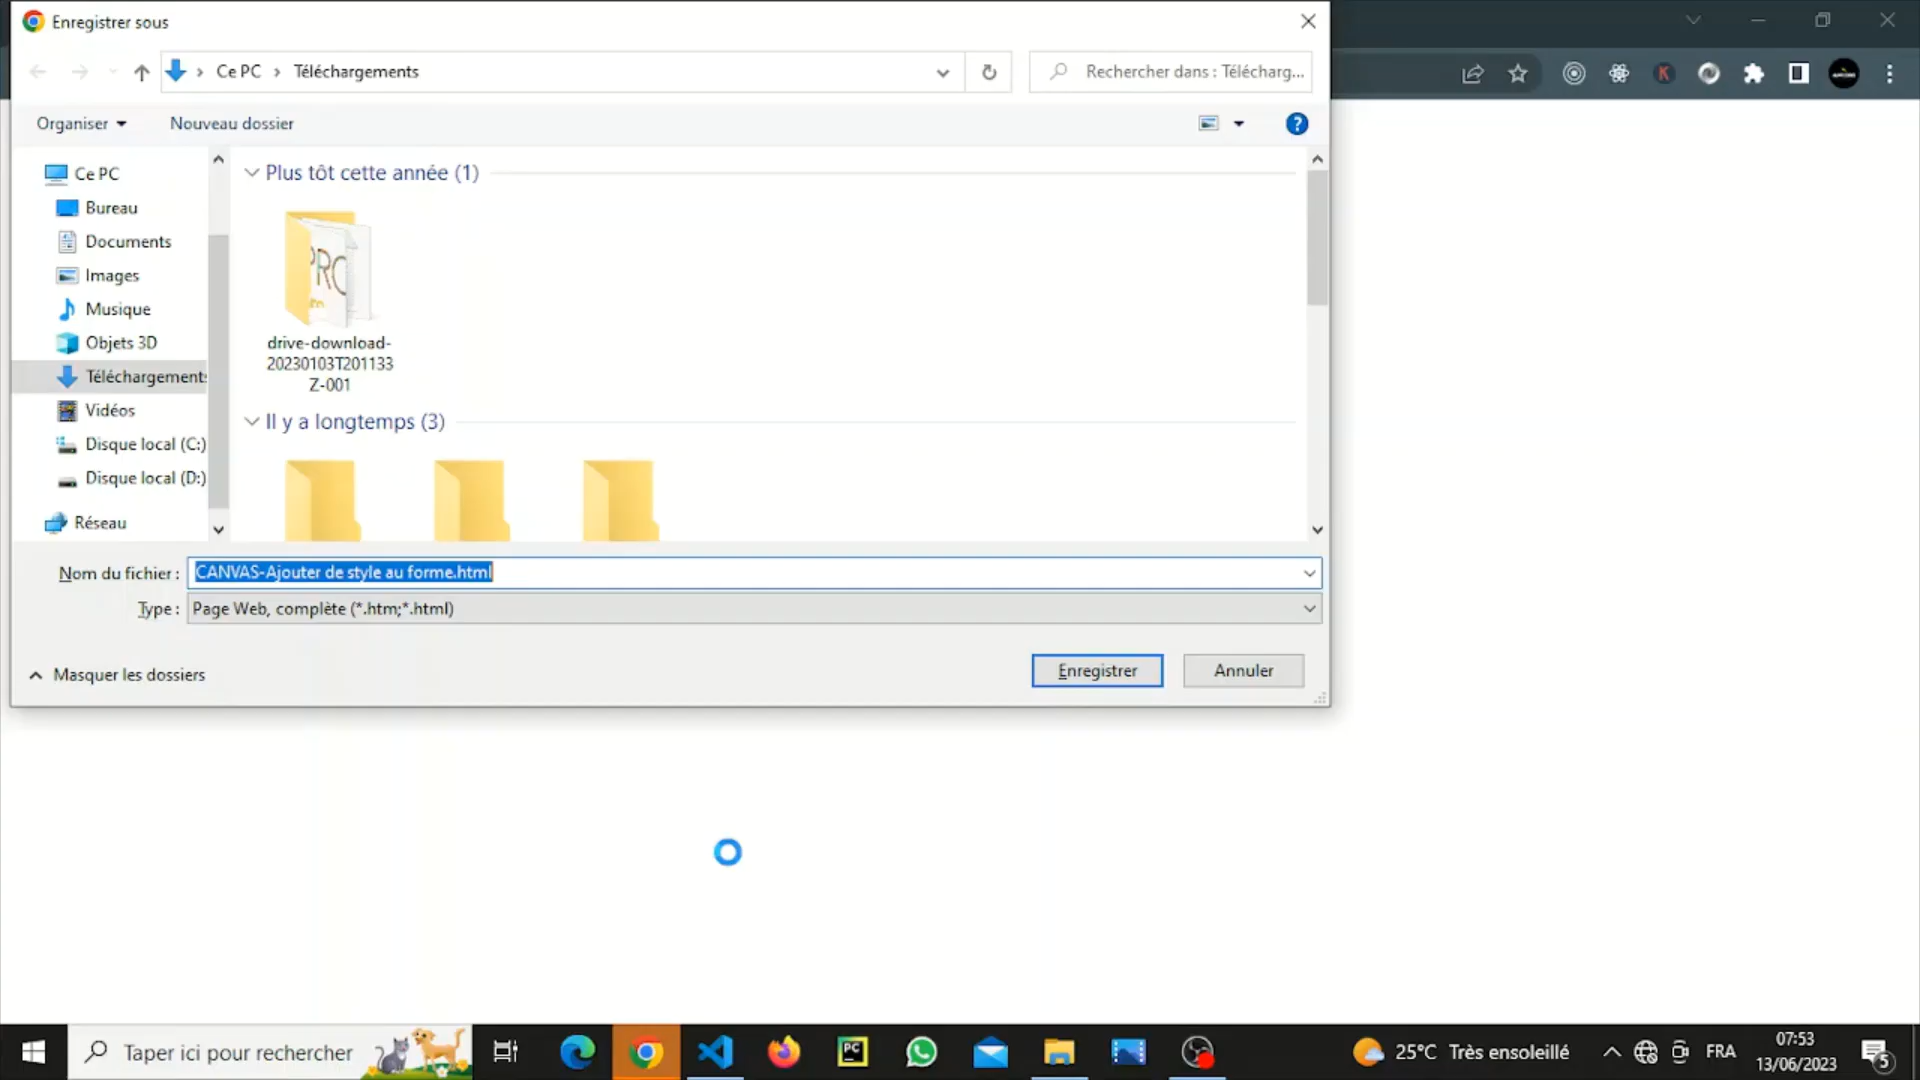 Enregistrer sous
Ce PC
Téléchargements
Rechercher dans : Télécharg...
Organiser
Nouveau dossier
Ce PC
Bureau
Documents
Images
Musique
Objets 3D
Téléchargements
Vidéos
Disque local (C:)
Disque local (D:)
Réseau
Plus tôt cette année (1)
PRO
drive-download-
20230103T201133
Z-001
Il y a longtemps (3)
Nom du fichier :
CANVAS-Ajouter de style au forme.html
Type :
Page Web, complète (*.htm;*.html)
Masquer les dossiers
Enregistrer
Annuler
K
Taper ici pour rechercher
PC
25°C Très ensoleillé
FRA
07:53
13/06/2023
5